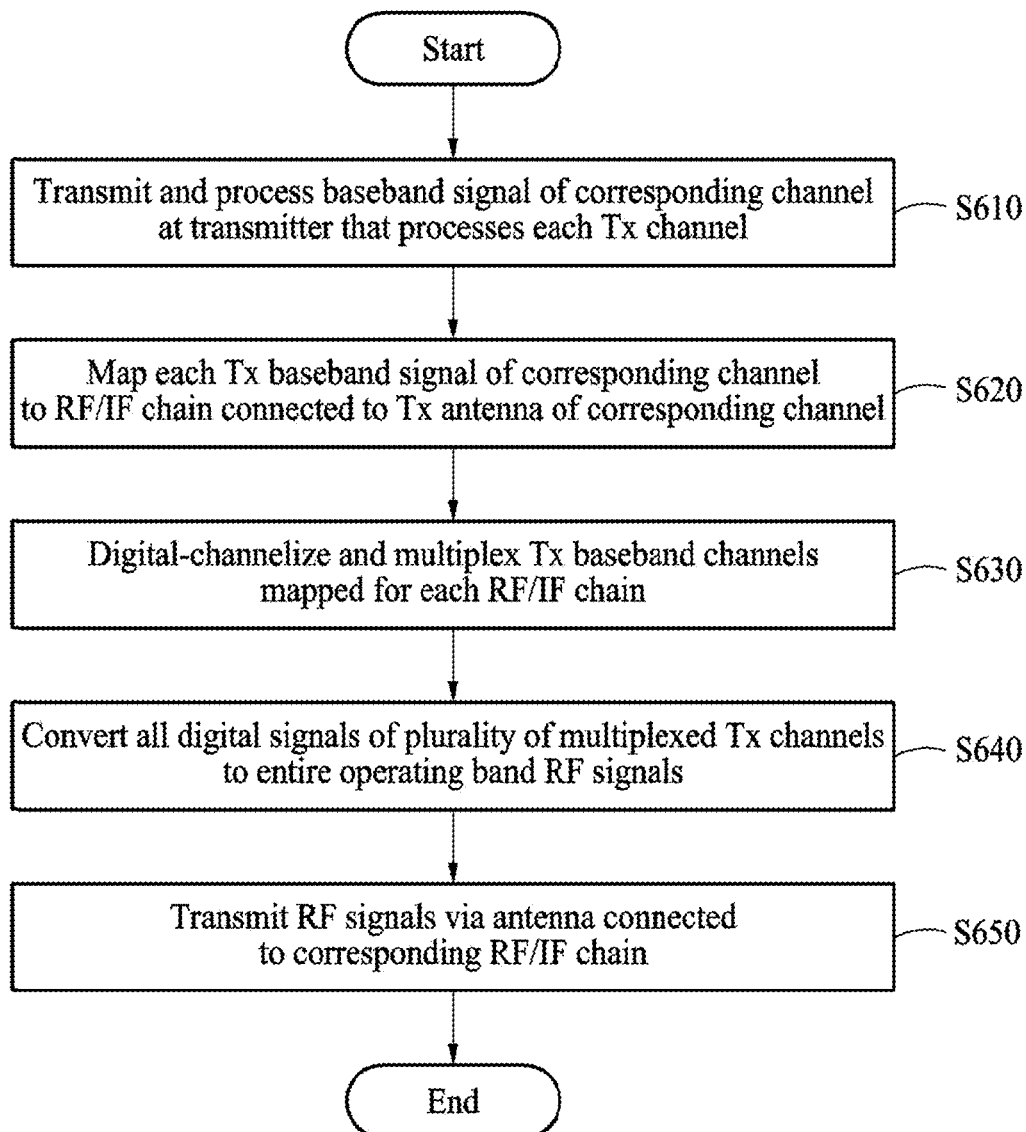 Start
Transmit and process baseband signal of corresponding channel
at transmitter that processes each Tx channel
S610
Map each Tx baseband signal of corresponding channel
to RF/IF chain connected to Tx antenna of corresponding channel
S620
Digital-channelize and multiplex Tx baseband channels
mapped for each RF/IF chain
S630
Convert all digital signals of plurality of multiplexed Tx channels
to entire operating band RF signals
S640
Transmit RF signals via antenna connected
to corresponding RF/IF chain
S650
End